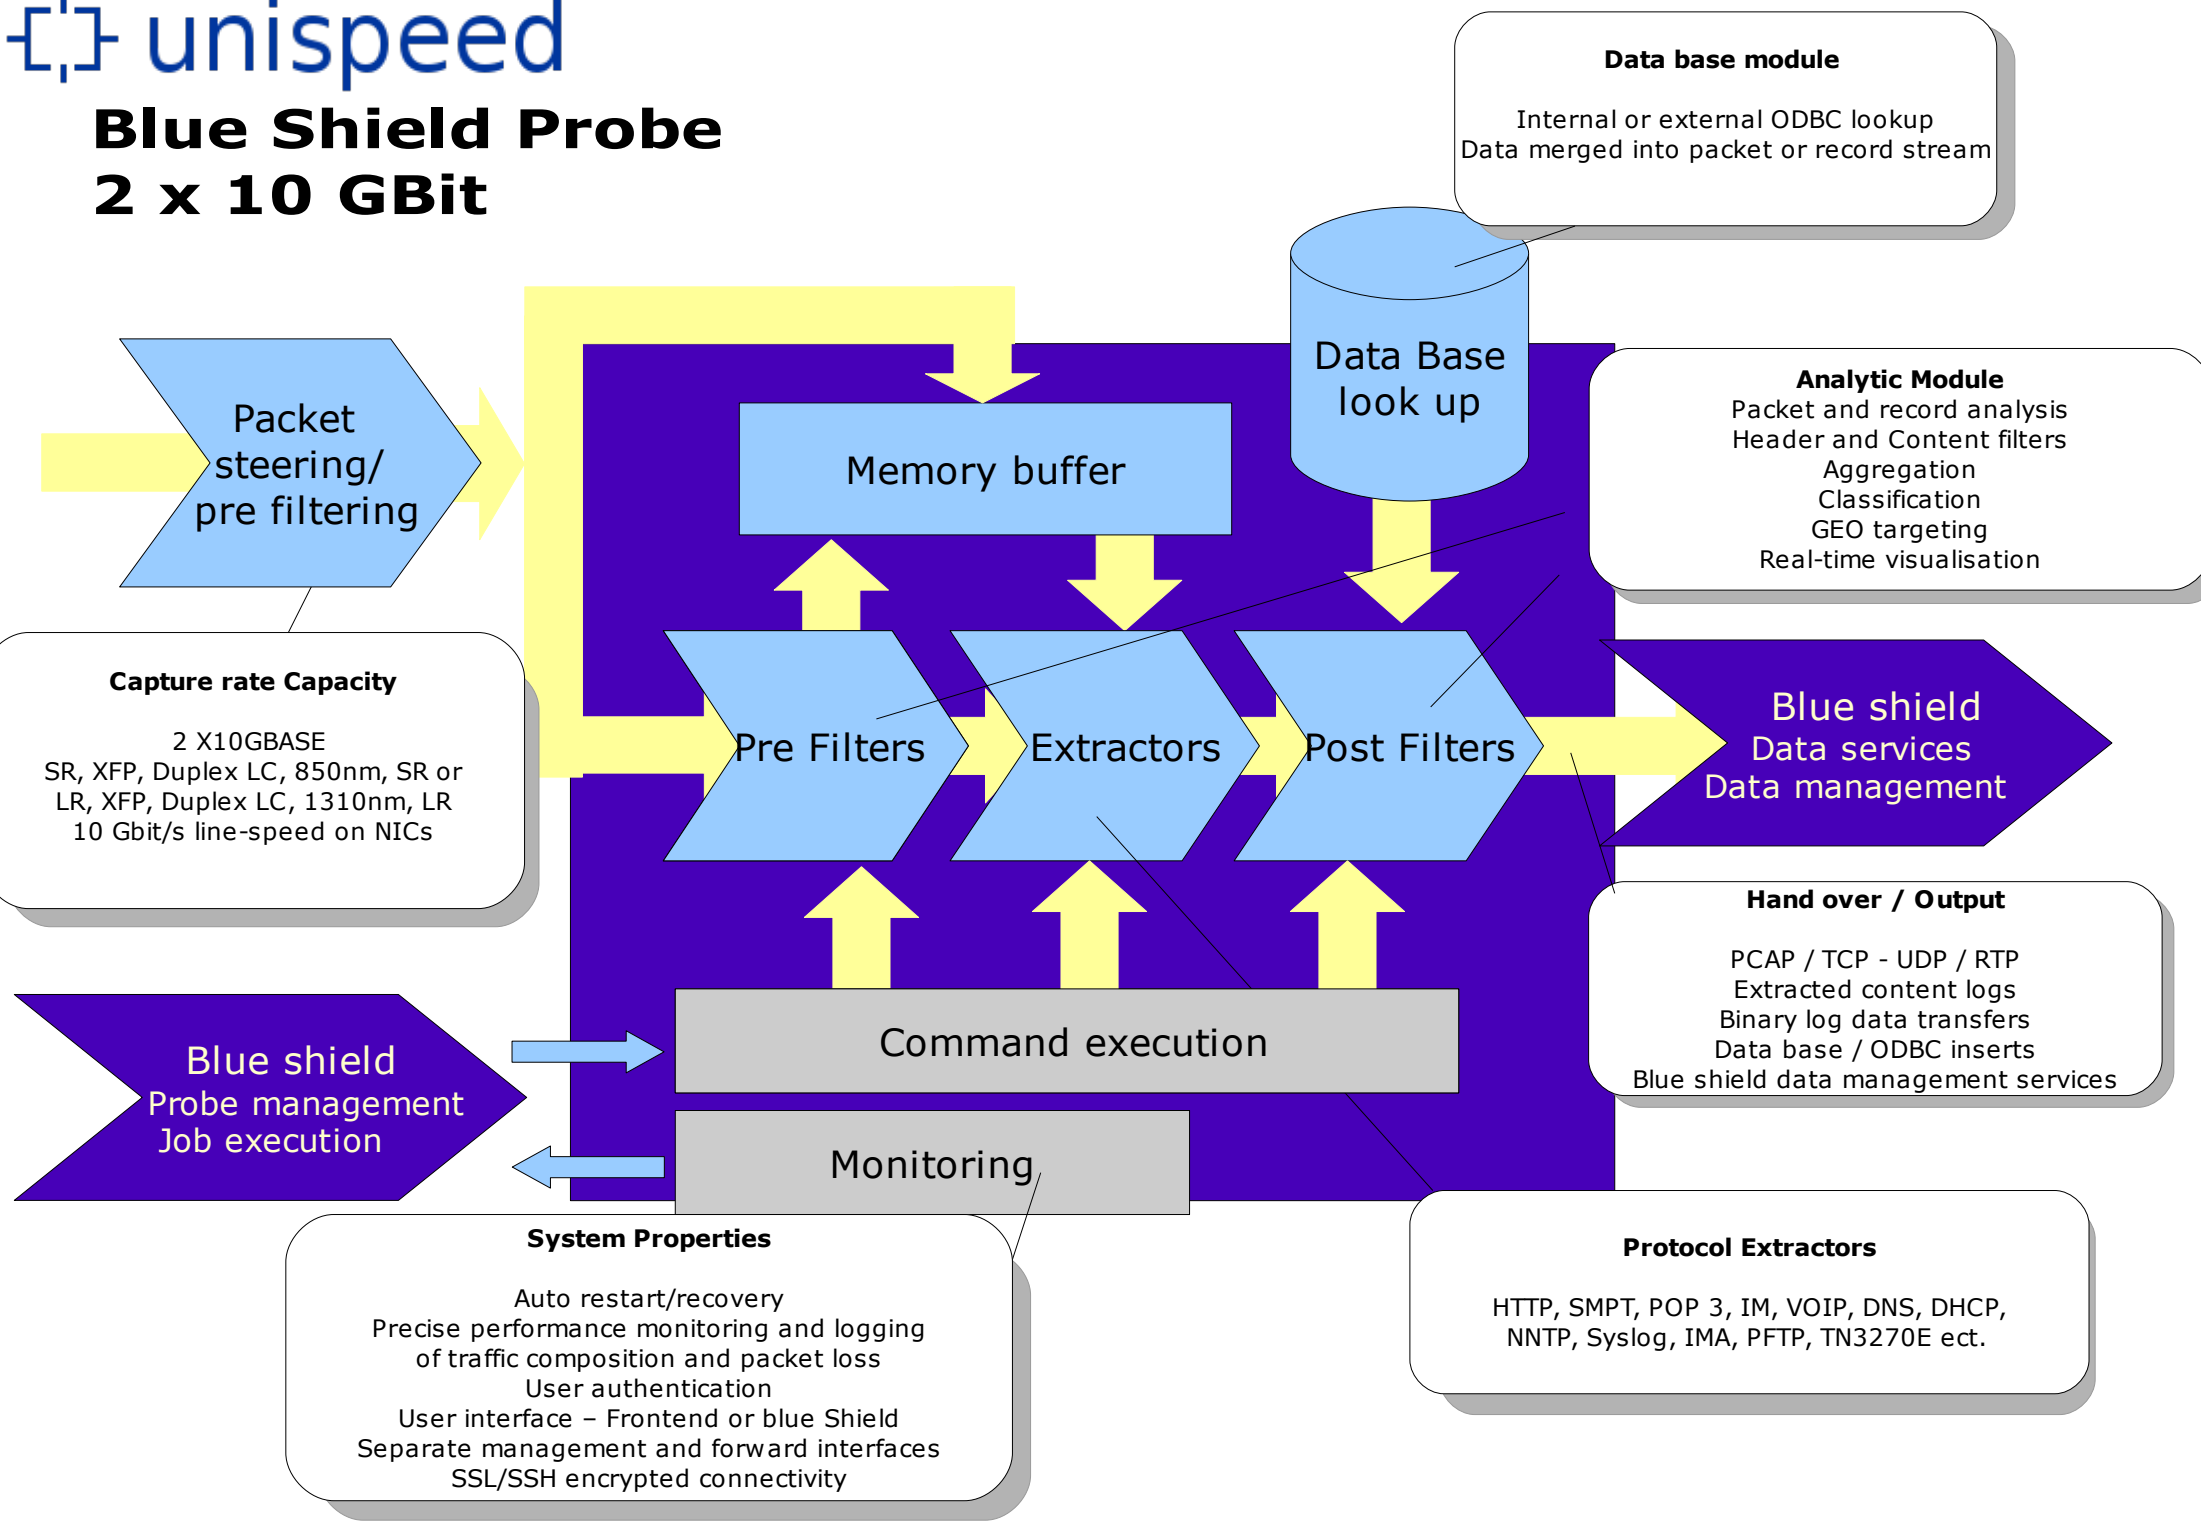 unispeed
Blue Shield Probe
2 x 10 GBit
Data base module
Internal or external ODBC lookup
Data merged into packet or record stream
Packet
steering/
pre filtering
Memory buffer
Data Base
look up
Analytic Module
Packet and record analysis
Header and Content filters
Aggregation
Classification
GEO targeting
Real-time visualisation
Capture rate Capacity
2 X10GBASE
SR, XFP, Duplex LC, 850nm, SR or
LR, XFP, Duplex LC, 1310nm, LR
10 Gbit/s line-speed on NICs
Pre Filters
Extractors
Post Filters
Blue shield
Data services
Data management
Hand over / Output
PCAP / TCP - UDP / RTP
Extracted content logs
Binary log data transfers
Data base / ODBC inserts
Blue shield data management services
Blue shield
Probe management
Job execution
Command execution
Monitoring
System Properties
Auto restart/recovery
Precise performance monitoring and logging
of traffic composition and packet loss
User authentication
User interface – Frontend or blue Shield
Separate management and forward interfaces
SSL/SSH encrypted connectivity
Protocol Extractors
HTTP, SMPT, POP 3, IM, VOIP, DNS, DHCP,
NNTP, Syslog, IMA, PFTP, TN3270E ect.